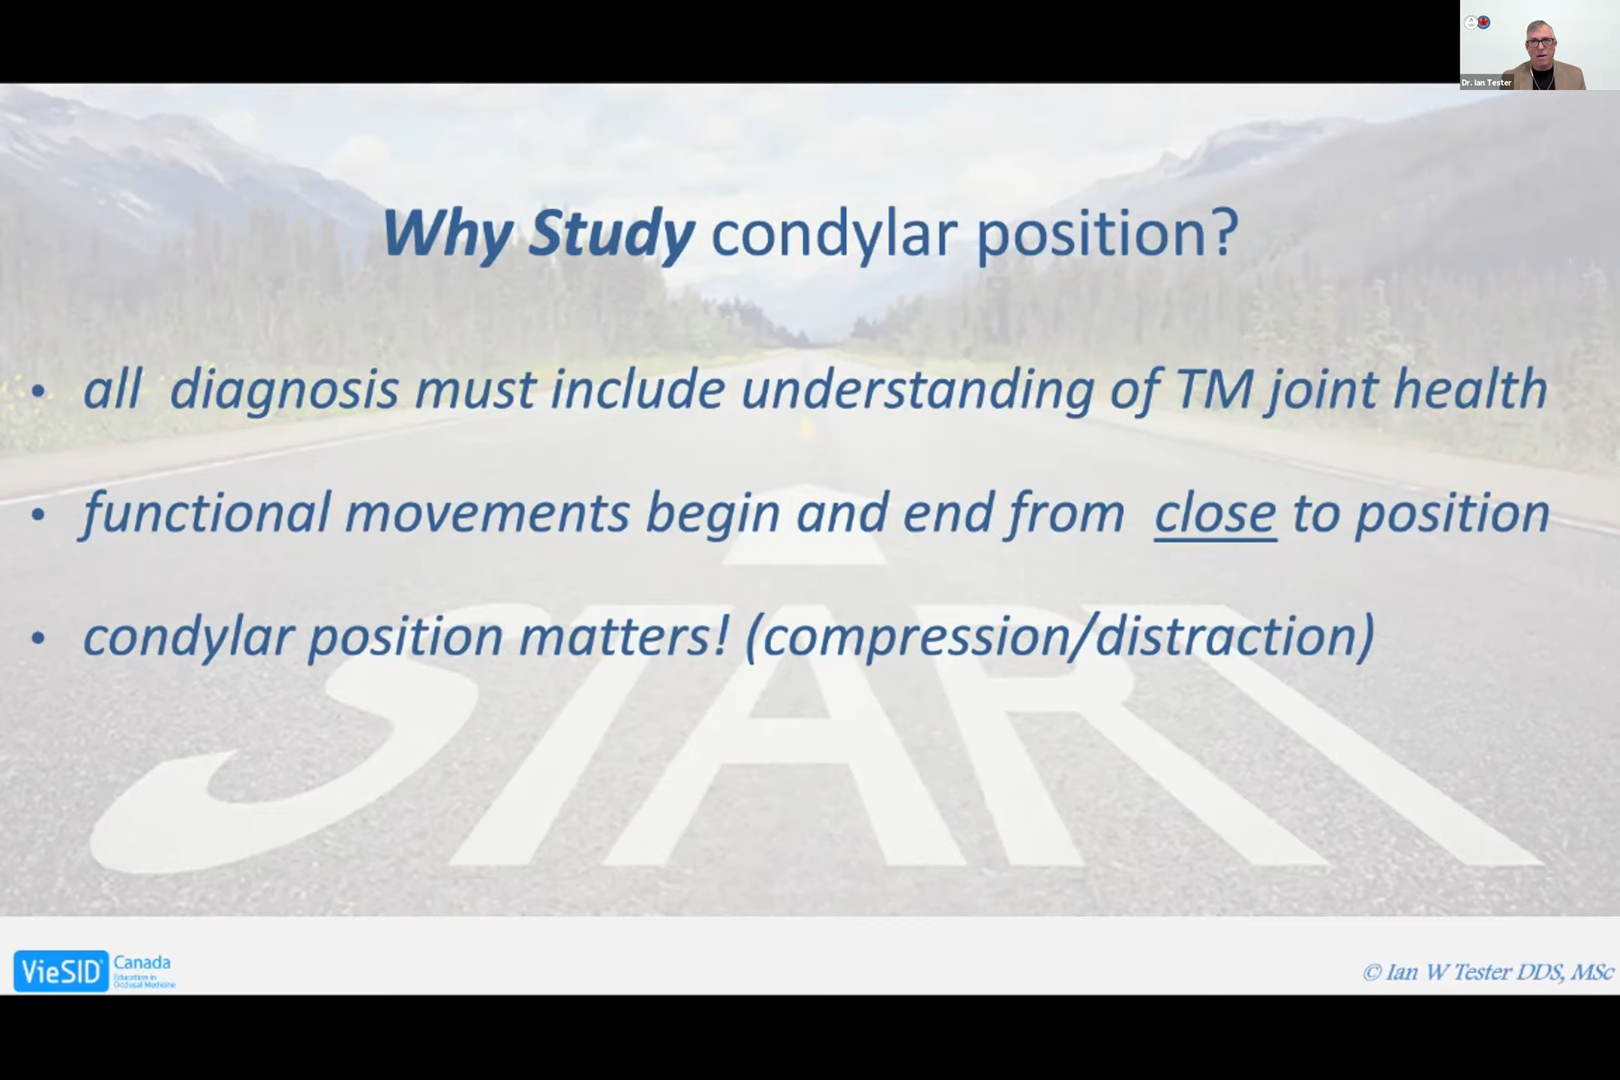 Dr. Ian Tester
Why Study condylar position?
• all diagnosis must include understanding of TM joint health
• functional movements begin and end from close to position
• condylar position matters! (compression/distraction)
START
VieSID Canada
Education in
Occlusal Medicine
© Ian W Tester DDS, MSc